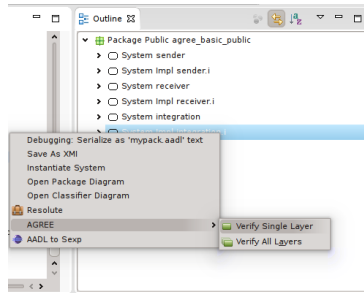 Outline
Package Public agree_basic_public
System sender
System Impl sender.i
System receiver
System Impl receiver.i
System integration
Debugging: Serialize as 'mypack.aadl' text
Save As XMI
Instantiate System
Open Package Diagram
Open Classifier Diagram
Resolute
AGREE
AADL to Sexp
Verify Single Layer
Verify All Layers